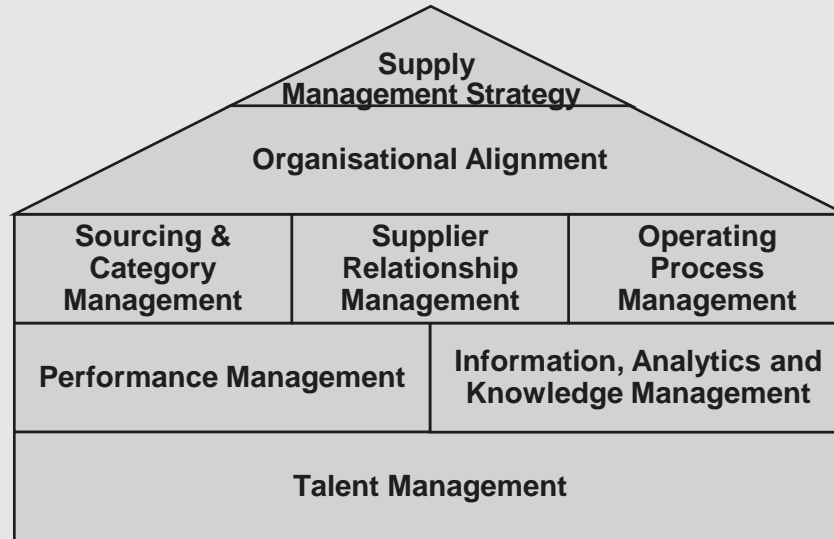 Supply
Management Strategy
Organisational Alignment
Sourcing &
Category
Management
Supplier
Relationship
Management
Operating
Process
Management
Performance Management
Information, Analytics and
Knowledge Management
Talent Management